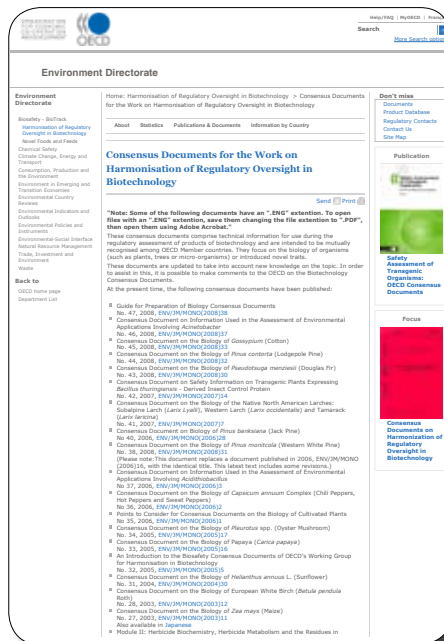 Help/FAQ | MyOECD |
Search
More Search
OECD
Environment Directorate
Environment
Directorate
Biosafety - BioTrack
Harmonisation of Regulatory
Oversight in Biotechnology
Novel Foods and Feeds
Chemical Safety
Climate Change, Energy, and
Transport
Consumption, Production and
the Environment
Environment in Emerging and
Transition Economies
Environmental Country
Reviews
Environmental Indicators and
Outlooks
Environmental Policies and
Instruments
Environmental-Social Interface
Natural Resource Management
Trade, Investment and
Environment
Waste
Back to
OECD home page
Department List
Home: Harmonisation of Regulatory Oversight in Biotechnology > Consensus Documents
for the Work on Harmonisation of Regulatory Oversight in Biotechnology
About Statistics Publications & Documents Information by Country
Consensus Documents for the Work on
Harmonisation of Regulatory Oversight in
Biotechnology
Send Print
"Note: Some of the following documents have an ".ENG" extention. To open
files with an ".ENG" extention, save them changing the file extention to ".PDF",
then open them using Adobe Acrobat."
These consensus documents comprise technical information for use during the
regulatory assessment of products of biotechnology and are intended to be mutually
recognised among OECD Member countries. They focus on the biology of organisms
(such as plants, trees or micro-organisms) or introduced novel traits.
These documents are updated to take into account new knowledge on the topic. In order
to assist in this, it is possible to make comments to the OECD on the Biotechnology
Consensus Documents.
At the present time, the following consensus documents have been published:
Guide for Preparation of Biology Consensus Documents
No. 47, 2008, ENV/JM/MONO(2008)38
Consensus Document on Information Used in the Assessment of Environmental
Applications Involving Acinetobacter
No. 46, 2008, ENV/JM/MONO(2008)37
Consensus Document on the Biology of Gossypium (Cotton)
No. 45, 2008, ENV/JM/MONO(2008)33
Consensus Document on the Biology of Pinus contorta (Lodgepole Pine)
No. 44, 2008, ENV/JM/MONO(2008)32
Consensus Document on the Biology of Pseudotsuga menziesii (Douglas Fir)
No. 43, 2008, ENV/JM/MONO(2008)30
Consensus Document on Safety Information on Transgenic Plants Expressing
Bacillus thuringiensis - Derived Insect Control Protein
No. 42, 2007, ENV/JM/MONO(2007)14
Consensus Document on the Biology of the Native North American Larches:
Subalpine Larch (Larix Lyalli), Western Larch (Larix occidentalis) and Tamarack
(Larix laricina)
No. 41, 2007, ENV/JM/MONO(2007)7
Consensus Document on Biology of Pinus banksiana (Jack Pine)
No 40, 2006, ENV/JM/MONO(2006)28
Consensus Document on the Biology of Pinus monticola (Western White Pine)
No. 38, 2008, ENV/JM/MONO(2008)31
(Please note:This document replaces a document published in 2006, ENV/JM/MONO
(2006)16, with the identical title. This latest text includes some revisions.)
Consensus Document on Information Used in the Assessment of Environmental
Applications Involving Acidithiobacillus
No 37, 2006, ENV/JM/MONO(2006)3
Consensus Document on the Biology of Capsicum annuum Complex (Chili Peppers,
Hot Peppers and Sweet Peppers)
No 36, 2006, ENV/JM/MONO(2006)2
Points to Consider for Consensus Documents on the Biology of Cultivated Plants
No 35, 2006, ENV/JM/MONO(2006)1
Consensus Document on the Biology of Pleurotus spp. (Oyster Mushroom)
No. 34, 2005, ENV/JM/MONO(2005)17
Consensus Document on the Biology of Papaya (Carica papaya)
No. 33, 2005, ENV/JM/MONO(2005)16
An Introduction to the Biosafety Consensus Documents of OECD's Working Group
for Harmonisation in Biotechnology
No. 32, 2005, ENV/JM/MONO(2005)5
Consensus Document on the Biology of Helianthus annuus L. (Sunflower)
No. 31, 2004, ENV/JM/MONO(2004)30
Consensus Document on the Biology of European White Birch (Betula pendula
Roth)
No. 28, 2003, ENV/JM/MONO(2003)12
Consensus Document on the Biology of Zea mays (Maize)
No. 27, 2003, ENV/JM/MONO(2003)11
Also available in Japanese
Module II: Herbicide Biochemistry, Herbicide Metabolism and the Residues in
Don't miss
Documents
Product Database
Regulatory Contacts
Contact Us
Site Map
Publication
Safety
Assessment of
Transgenic
Organisms:
OECD Consensus
Documents
Focus
Consensus
Documents on
Harmonization of
Regulatory
Oversight in
Biotechnology